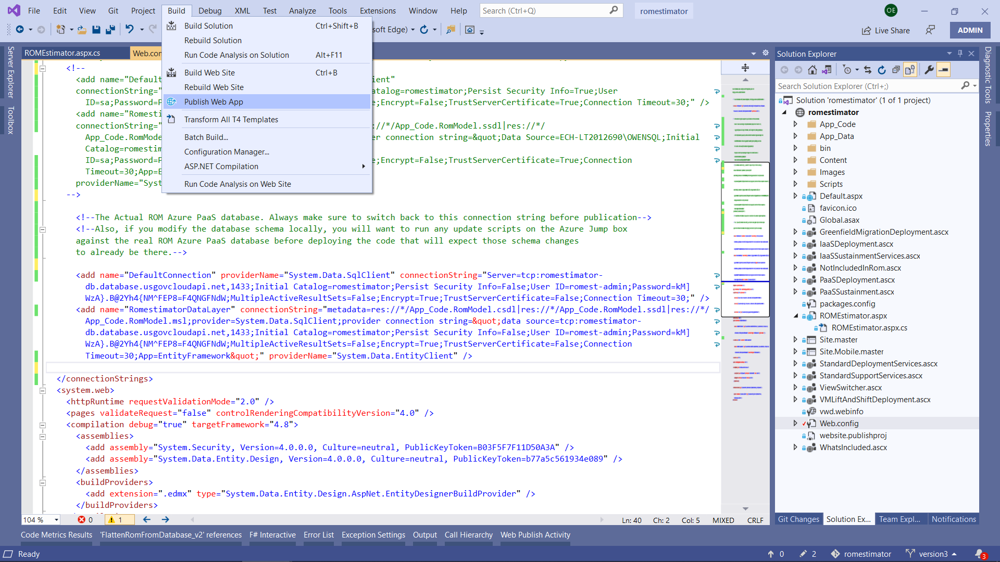 File Edit View Git Project Build Debug XML Test Analyze Tools Extensions Window Help Search (Ctrl+Q) romestimator OE
soft Edge) Live Share ADMIN
Build Solution Ctrl+Shift+B
Rebuild Solution
Run Code Analysis on Solution Alt+F11
Build Web Site Ctrl+B
Rebuild Web Site
Publish Web App
Transform All T4 Templates
Batch Build...
Configuration Manager...
ASP.NET Compilation
Run Code Analysis on Web Site
Server Explorer
Toolbox
ROMEstimator.aspx.cs Web.con
<!--
<add name="Default ient"
connectionString=" atalog=romestimator;Persist Security Info=True;User
ID=sa;Password=P e;Encrypt=False;TrustServerCertificate=True;Connection Timeout=30;" />
<add name="Romesti
connectionString=" ://*/App_Code.RomModel.ssdl|res://*/
App_Code.RomMode er connection string=&quot;Data Source=ECH-LT2012690\OWENSQL;Initial
Catalog=romestim
ID=sa;Password=P e;Encrypt=False;TrustServerCertificate=True;Connection
Timeout=30;App=E
providerName="Syst
-->
<!--The Actual ROM Azure PaaS database. Always make sure to switch back to this connection string before publication-->
<!--Also, if you modify the database schema locally, you will want to run any update scripts on the Azure Jump box
against the real ROM Azure PaaS database before deploying the code that will expect those schema changes
to already be there.-->
<add name="DefaultConnection" providerName="System.Data.SqlClient" connectionString="Server=tcp:romestimator-
db.database.usgovcloudapi.net,1433;Initial Catalog=romestimator;Persist Security Info=False;User ID=romest-admin;Password=kM]
WzA}.B@2Yh4{NM^FEP8=F4QNGFNdW;MultipleActiveResultSets=False;Encrypt=True;TrustServerCertificate=False;Connection Timeout=30;" />
<add name="RomestimatorDataLayer" connectionString="metadata=res://*/App_Code.RomModel.csdl|res://*/App_Code.RomModel.ssdl|res://*/
App_Code.RomModel.msl;provider=System.Data.SqlClient;provider connection string=&quot;data source=tcp:romestimator-
db.database.usgovcloudapi.net,1433;Initial Catalog=romestimator;Persist Security Info=False;User ID=romest-admin;Password=kM]
WzA}.B@2Yh4{NM^FEP8=F4QNGFNdW;MultipleActiveResultSets=False;Encrypt=True;TrustServerCertificate=False;Connection
Timeout=30;App=EntityFramework&quot;" providerName="System.Data.EntityClient" />
</connectionStrings>
<system.web>
<httpRuntime requestValidationMode="2.0" />
<pages validateRequest="false" controlRenderingCompatibilityVersion="4.0" />
<compilation debug="true" targetFramework="4.8">
<assemblies>
<add assembly="System.Security, Version=4.0.0.0, Culture=neutral, PublicKeyToken=B03F5F7F11D50A3A" />
<add assembly="System.Data.Entity.Design, Version=4.0.0.0, Culture=neutral, PublicKeyToken=b77a5c561934e089" />
</assemblies>
<buildProviders>
<add extension=".edmx" type="System.Data.Entity.Design.AspNet.EntityDesignerBuildProvider" />
</buildProviders>
104 % 0 1 Ln: 40 Ch: 2 Col: 5 MIXED CRLF
Solution Explorer
Search Solution Explorer (Ctrl+;)
Solution 'romestimator' (1 of 1 project)
romestimator
App_Code
App_Data
bin
Content
Images
Scripts
Default.aspx
favicon.ico
Global.asax
GreenfieldMigrationDeployment.ascx
IaaSDeployment.ascx
IaaSSustainmentServices.ascx
NotIncludedInRom.ascx
PaaSDeployment.ascx
PaaSSustainment.ascx
packages.config
ROMEstimator.aspx
ROMEstimator.aspx.cs
Site.master
Site.Mobile.master
StandardDeploymentServices.ascx
StandardSupportServices.ascx
ViewSwitcher.ascx
VMLiftAndShiftDeployment.ascx
vwd.webinfo
Web.config
website.publishproj
WhatsIncluded.ascx
Git Changes Solution Ex... Team Expl... Notifications
Diagnostic Tools
Properties
Code Metrics Results 'FlattenRomFromDatabase_v2' references F# Interactive Error List Exception Settings Output Call Hierarchy Web Publish Activity
Ready 0 2 romestimator version3 3